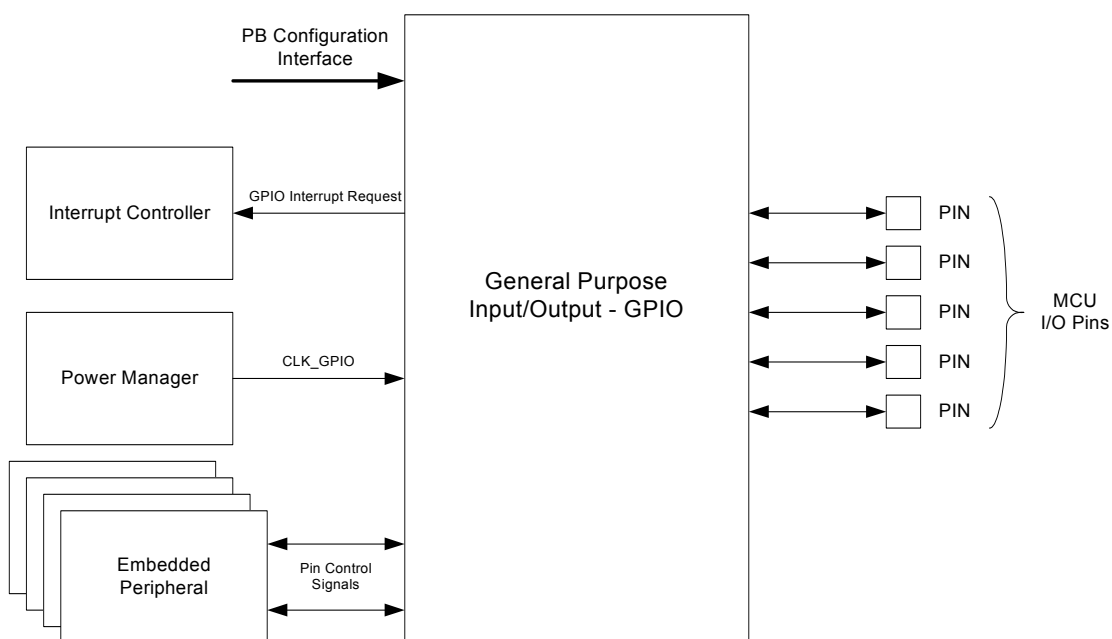 PB Configuration
Interface
Interrupt Controller
GPIO Interrupt Request
General Purpose
Input/Output - GPIO
Power Manager
CLK_GPIO
Embedded
Peripheral
Pin Control
Signals
PIN
PIN
PIN
PIN
PIN
MCU
I/O Pins